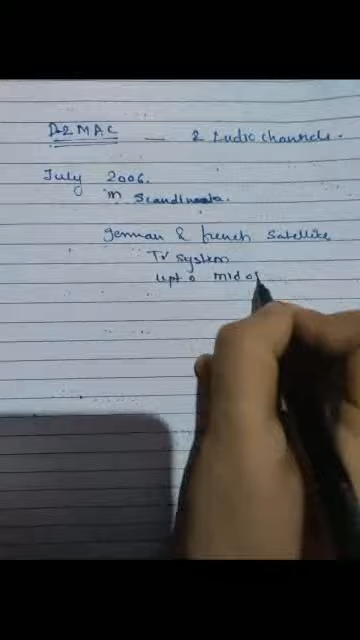 D2MAC — 2 Audio channels.
July 2006.
in Scandinavia.
German & french Satellite
Tv system
upto mid of